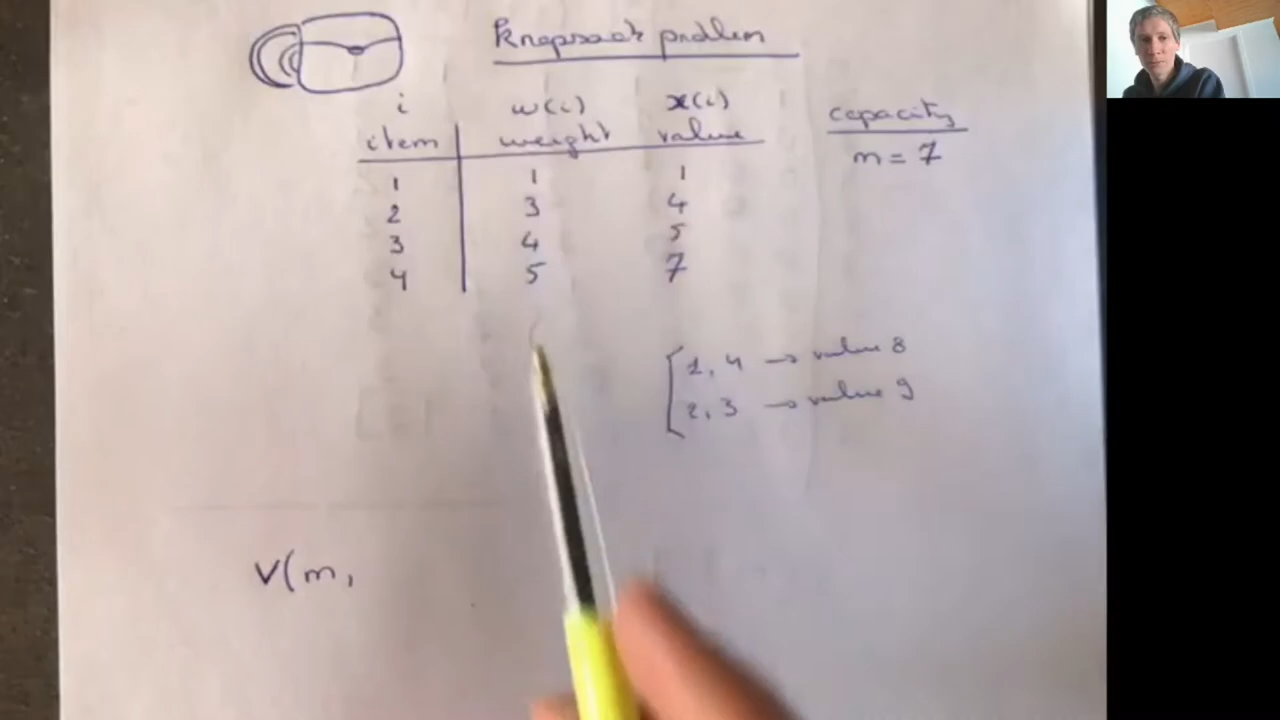 Knapsack problem
i w(i) x(i)
item weight value capacity
m = 7
1 1 1
2 3 4
3 4 5
4 5 7
1, 4 → value 8
2, 3 → value 9
V(m,